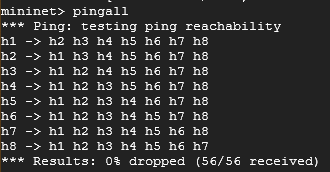 mininet> pingall
*** Ping: testing ping reachability
h1 -> h2 h3 h4 h5 h6 h7 h8
h2 -> h1 h3 h4 h5 h6 h7 h8
h3 -> h1 h2 h4 h5 h6 h7 h8
h4 -> h1 h2 h3 h5 h6 h7 h8
h5 -> h1 h2 h3 h4 h6 h7 h8
h6 -> h1 h2 h3 h4 h5 h7 h8
h7 -> h1 h2 h3 h4 h5 h6 h8
h8 -> h1 h2 h3 h4 h5 h6 h7
*** Results: 0% dropped (56/56 received)